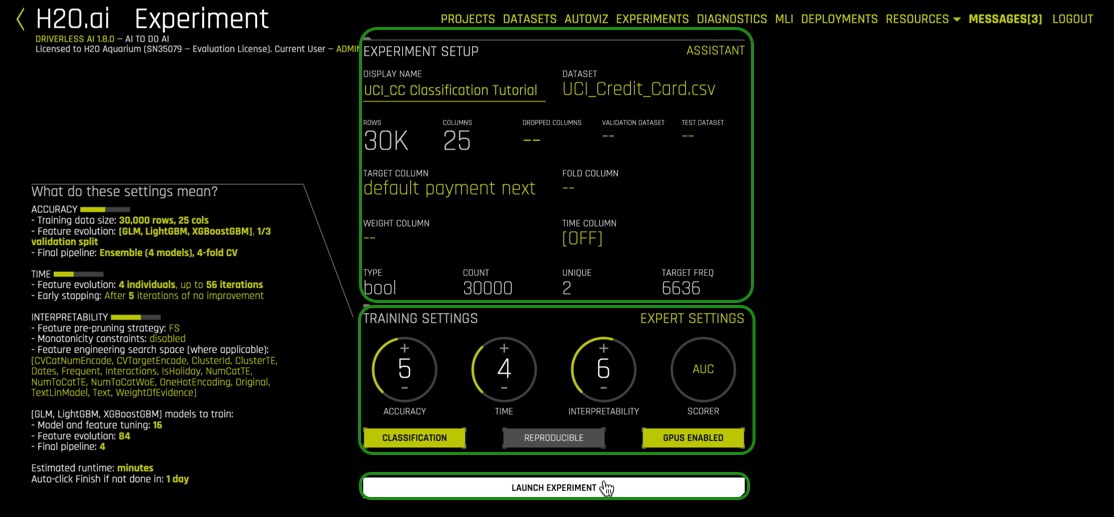 H2O.ai Experiment
PROJECTS DATASETS AUTOVIZ EXPERIMENTS DIAGNOSTICS MLI DEPLOYMENTS RESOURCES MESSAGES[3] LOGOUT
DRIVERLESS AI 1.8.0 – AI TO DO AI
Licensed to H2O Aquarium (SN35079 – Evaluation License). Current User – ADMIN
EXPERIMENT SETUP
ASSISTANT
DISPLAY NAME
UCI_CC Classification Tutorial
DATASET
UCI_Credit_Card.csv
ROWS
30K
COLUMNS
25
DROPPED COLUMNS
--
VALIDATION DATASET
--
TEST DATASET
--
TARGET COLUMN
default payment next
FOLD COLUMN
--
WEIGHT COLUMN
--
TIME COLUMN
[OFF]
TYPE
bool
COUNT
30000
UNIQUE
2
TARGET FREQ
6636
What do these settings mean?
ACCURACY
- Training data size: 30,000 rows, 25 cols
- Feature evolution: [GLM, LightGBM, XGBoostGBM], 1/3
validation split
- Final pipeline: Ensemble (4 models), 4-fold CV
TIME
- Feature evolution: 4 individuals, up to 56 iterations
- Early stopping: After 5 iterations of no improvement
INTERPRETABILITY
- Feature pre-pruning strategy: FS
- Monotonicity constraints: disabled
- Feature engineering search space (where applicable):
[CVCatNumEncode, CVTargetEncode, ClusterId, ClusterTE,
Dates, Frequent, Interactions, IsHoliday, NumCatTE,
NumToCatTE, NumToCatWoE, OneHotEncoding, Original,
TextLinModel, Text, WeightOfEvidence]
[GLM, LightGBM, XGBoostGBM] models to train:
- Model and feature tuning: 16
- Feature evolution: 84
- Final pipeline: 4
Estimated runtime: minutes
Auto-click Finish if not done in: 1 day
TRAINING SETTINGS
EXPERT SETTINGS
+
5
-
ACCURACY
+
4
-
TIME
+
6
-
INTERPRETABILITY
AUC
SCORER
CLASSIFICATION
REPRODUCIBLE
GPUS ENABLED
LAUNCH EXPERIMENT